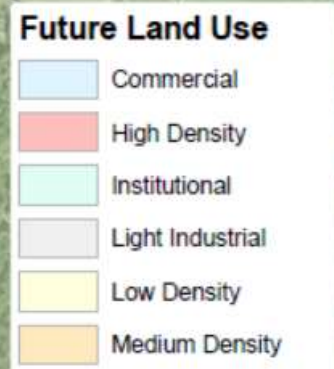 Future Land Use
Commercial
High Density
Institutional
Light Industrial
Low Density
Medium Density